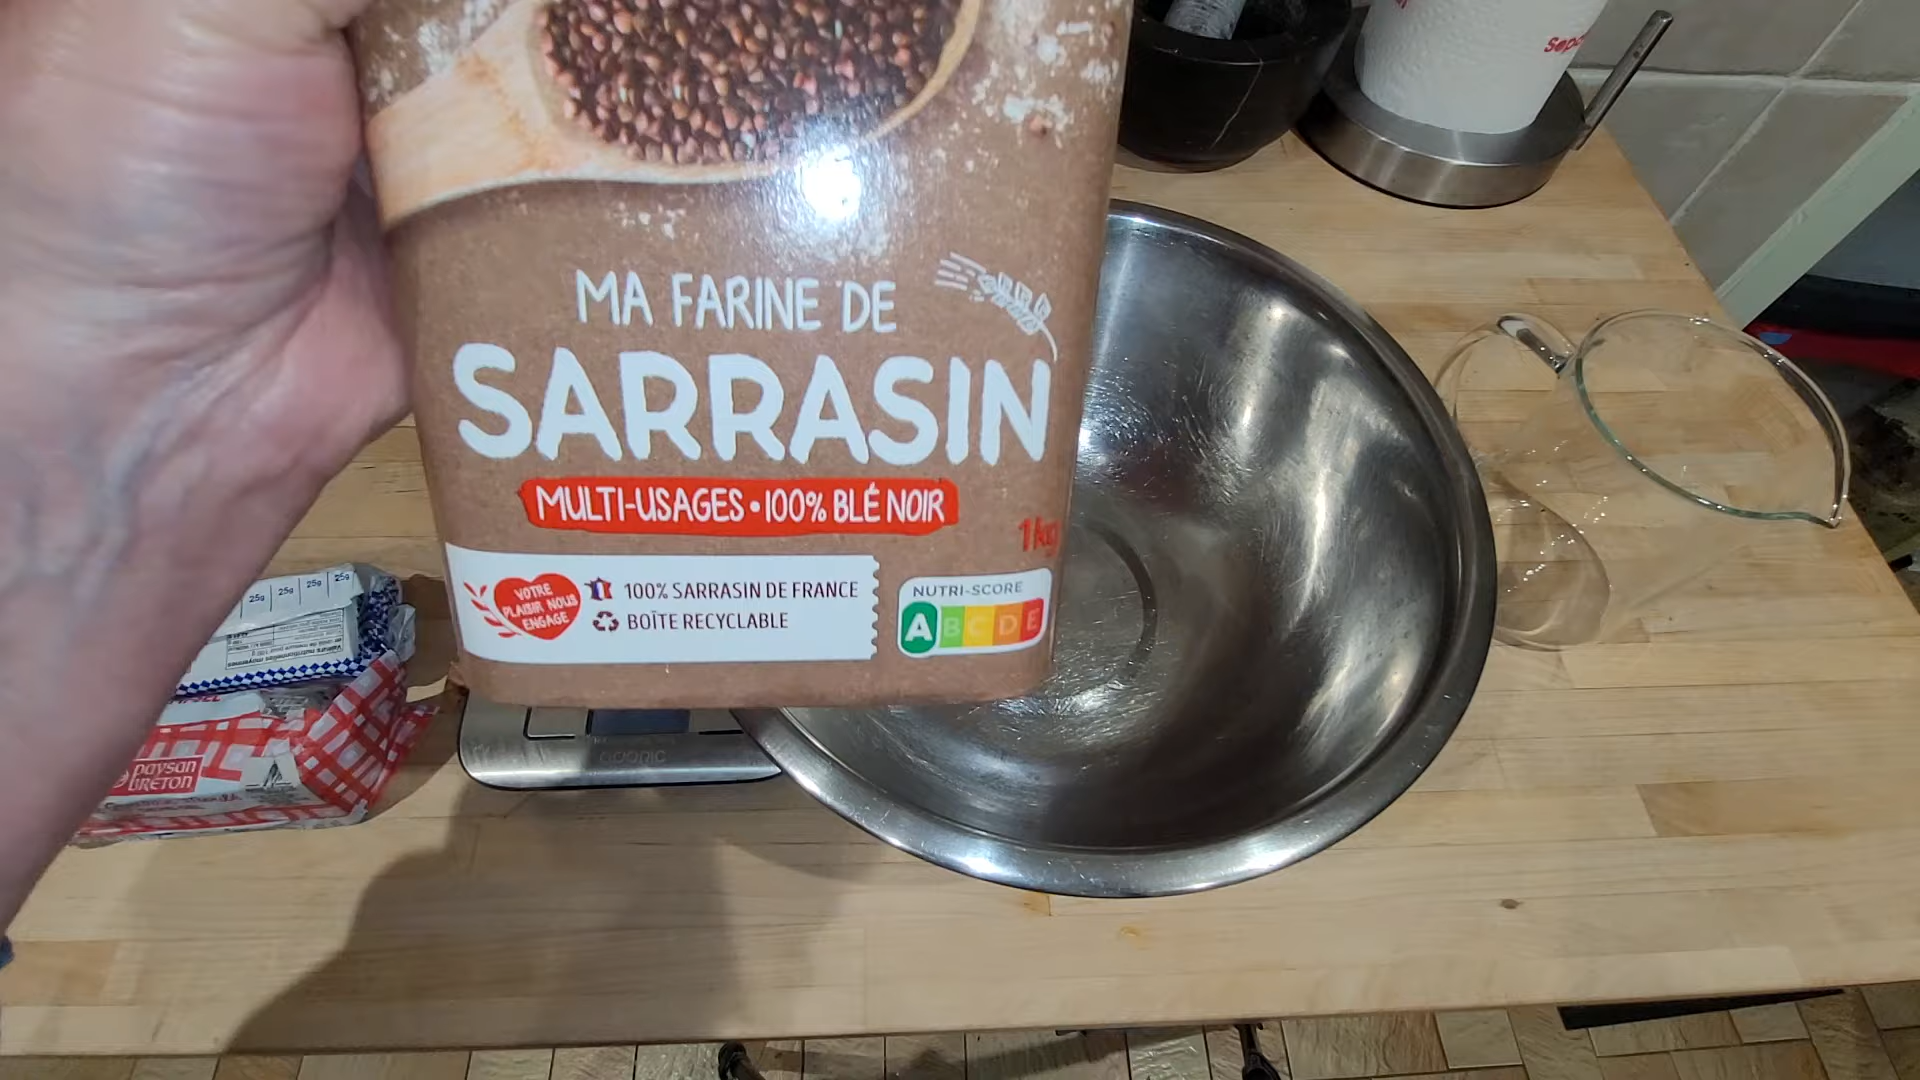 Sopa
MA FARINE DE
SARRASIN
MULTI-USAGES • 100% BLÉ NOIR
1kg
VOTRE
PLAISIR NOUS
ENGAGE
100% SARRASIN DE FRANCE
BOÎTE RECYCLABLE
NUTRI-SCORE
A B C D E
25g 25g 25g
paysan
BRETON